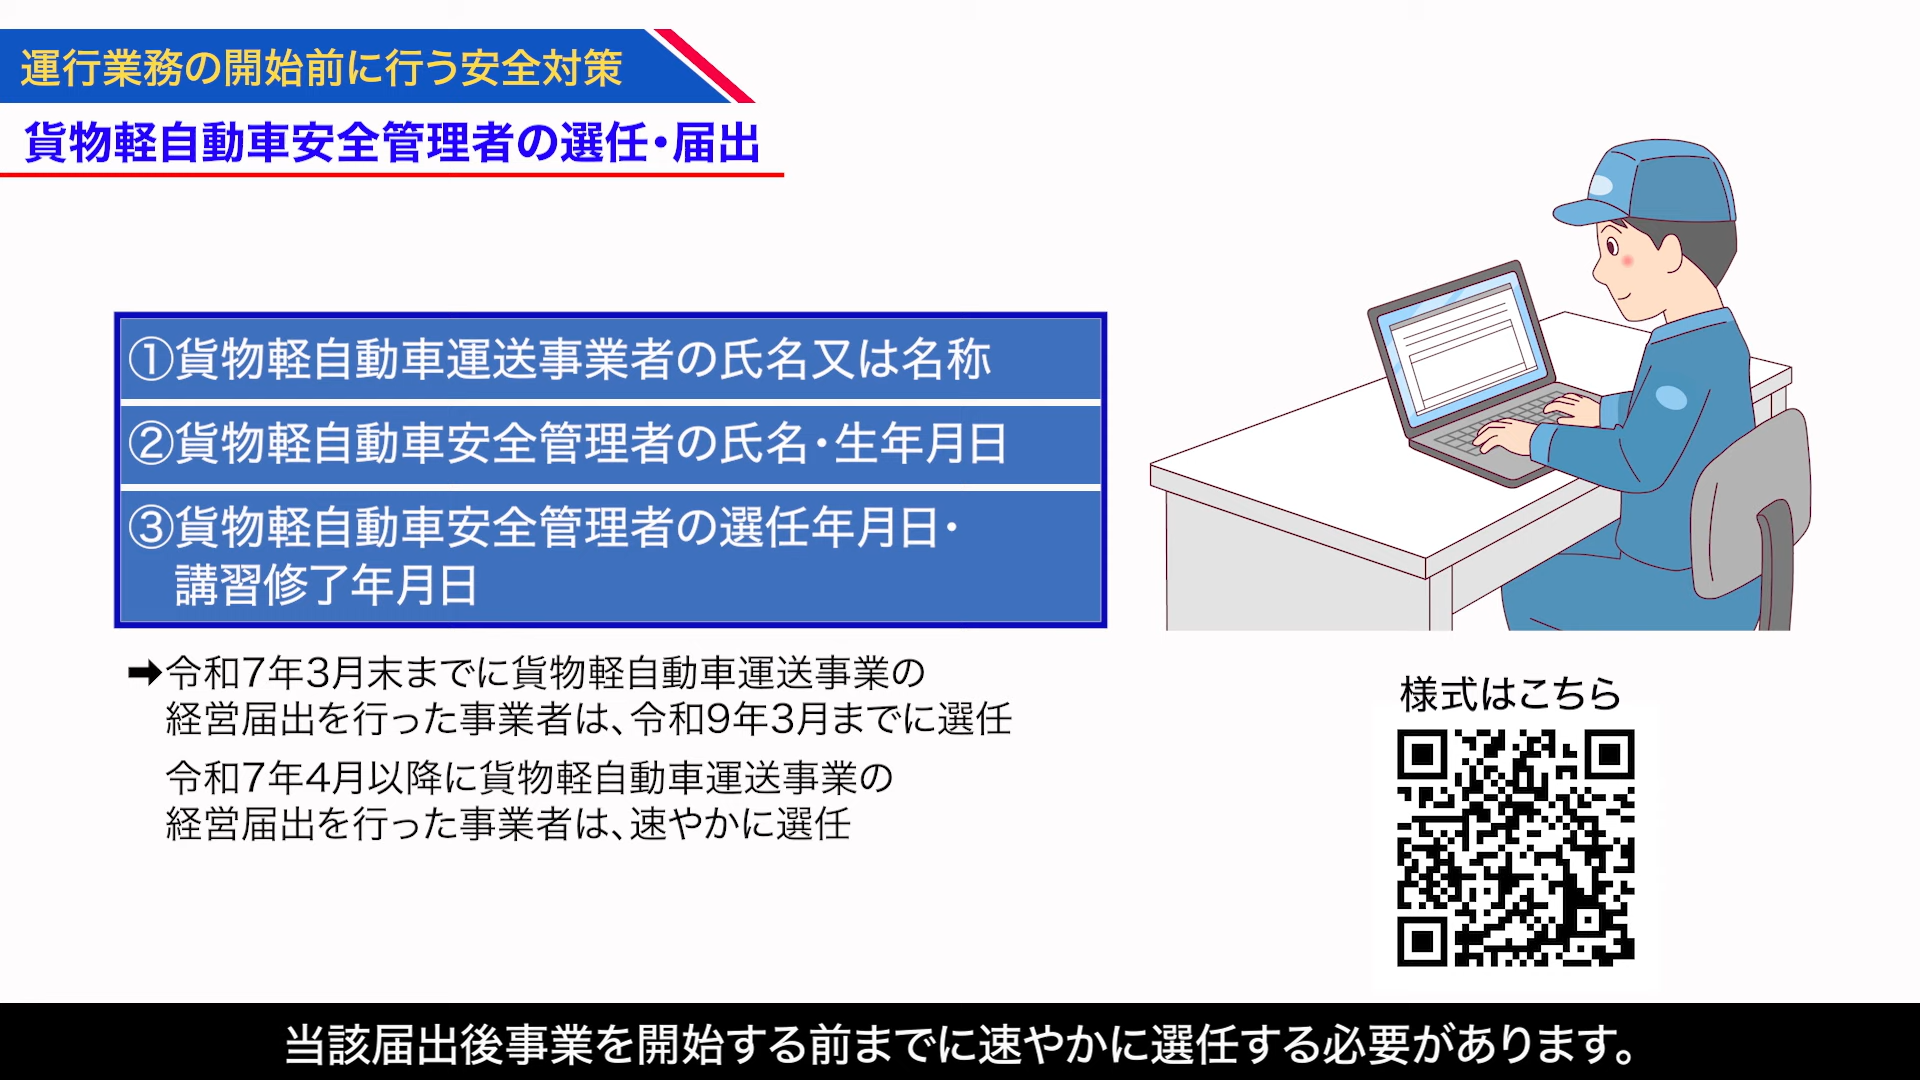 運行業務の開始前に行う安全対策
貨物軽自動車安全管理者の選任・届出
①貨物軽自動車運送事業者の氏名又は名称
②貨物軽自動車安全管理者の氏名・生年月日
③貨物軽自動車安全管理者の選任年月日・
講習修了年月日
➡令和7年3月末までに貨物軽自動車運送事業の
経営届出を行った事業者は、令和9年3月までに選任
令和7年4月以降に貨物軽自動車運送事業の
経営届出を行った事業者は、速やかに選任
様式はこちら
当該届出後事業を開始する前までに速やかに選任する必要があります。